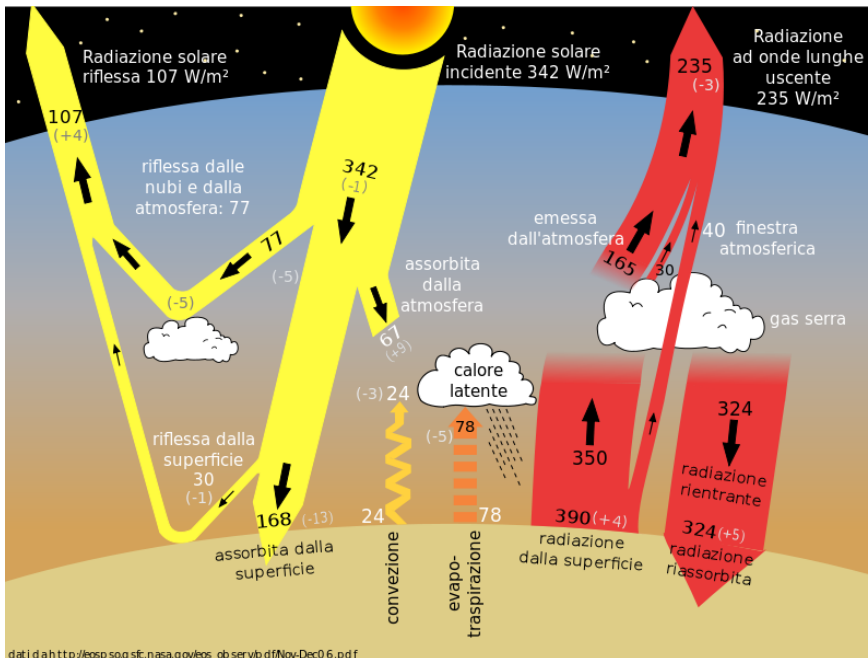 Radiazione solare
riflessa 107 W/m²
Radiazione solare
incidente 342 W/m²
Radiazione
ad onde lunghe
uscente
235 W/m²
235
(-3)
107
(+4)
riflessa dalle
nubi e dalla
atmosfera: 77
342
(-1)
77
(-5)
(-5)
emessa
dall'atmosfera
165
30
40
finestra
atmosferica
assorbita
dalla
atmosfera
67
(+9)
gas serra
calore
latente
(-3) 24
(-5)
78
350
324
radiazione
rientrante
riflessa dalla
superficie
30
(-1)
168 (-13)
assorbita dalla
superficie
24
convezione
78
evapo-
traspirazione
390 (+4)
radiazione
dalla superficie
324 (+5)
radiazione
riassorbita
dati da http://eospso.gsfc.nasa.gov/eos_observ/pdf/Nov-Dec06.pdf